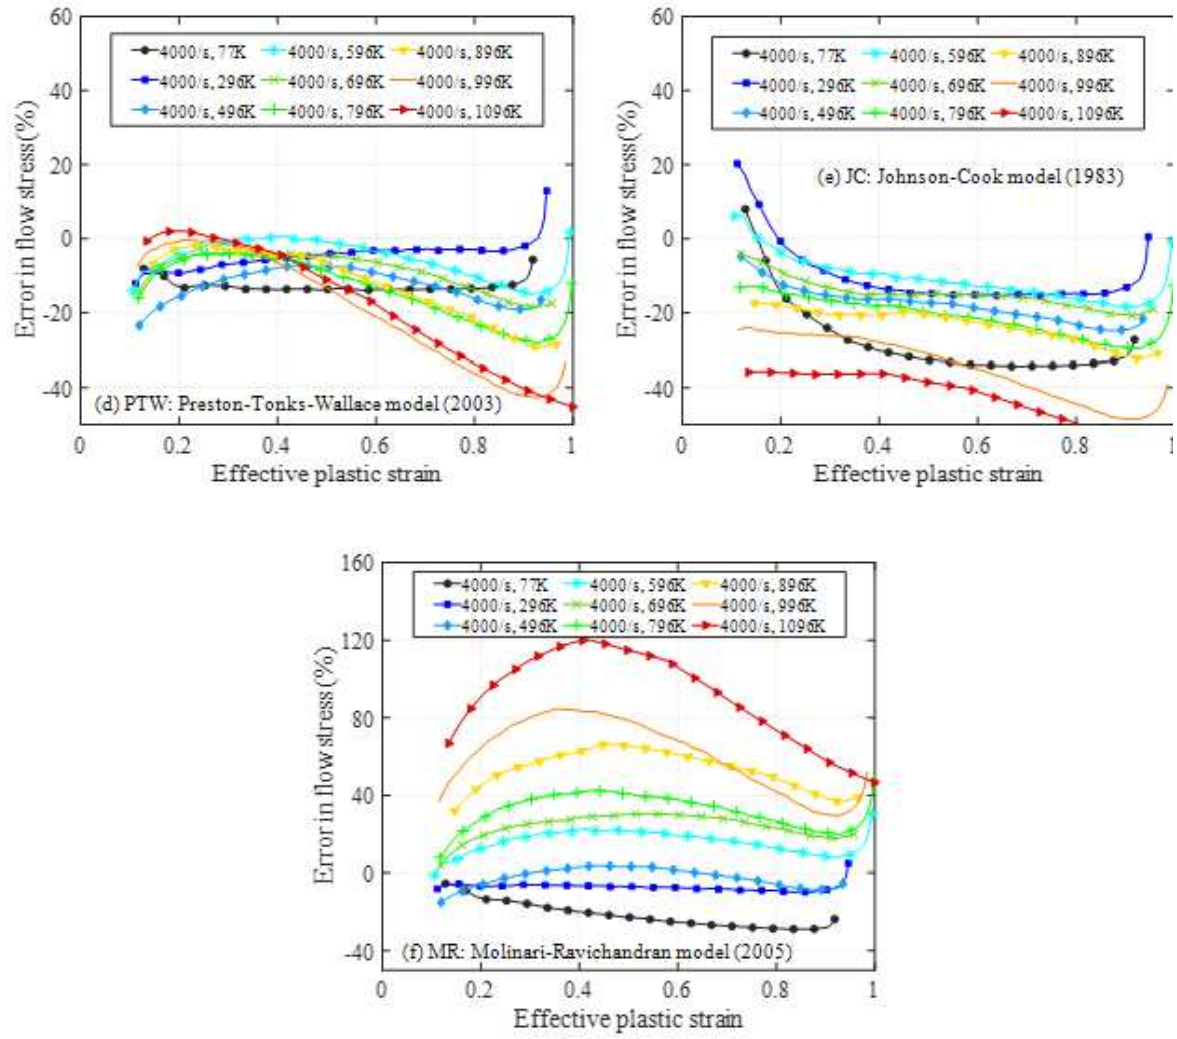 60
40
20
0
-20
-40
Error in flow stress(%)
4000/s, 77K 4000/s, 596K 4000/s, 896K
4000/s, 296K 4000/s, 696K 4000/s, 996K
4000/s, 496K 4000/s, 796K 4000/s, 1096K
(d) PTW: Preston-Tonks-Wallace model (2003)
0 0.2 0.4 0.6 0.8 1
Effective plastic strain
60
40
20
0
-20
-40
Error in flow stress(%)
4000/s, 77K 4000/s, 596K 4000/s, 896K
4000/s, 296K 4000/s, 696K 4000/s, 996K
4000/s, 496K 4000/s, 796K 4000/s, 1096K
(e) JC: Johnson-Cook model (1983)
0 0.2 0.4 0.6 0.8 1
Effective plastic strain
160
120
80
40
0
-40
Error in flow stress(%)
4000/s, 77K 4000/s, 596K 4000/s, 896K
4000/s, 296K 4000/s, 696K 4000/s, 996K
4000/s, 496K 4000/s, 796K 4000/s, 1096K
(f) MR: Molinari-Ravichandran model (2005)
0 0.2 0.4 0.6 0.8 1
Effective plastic strain